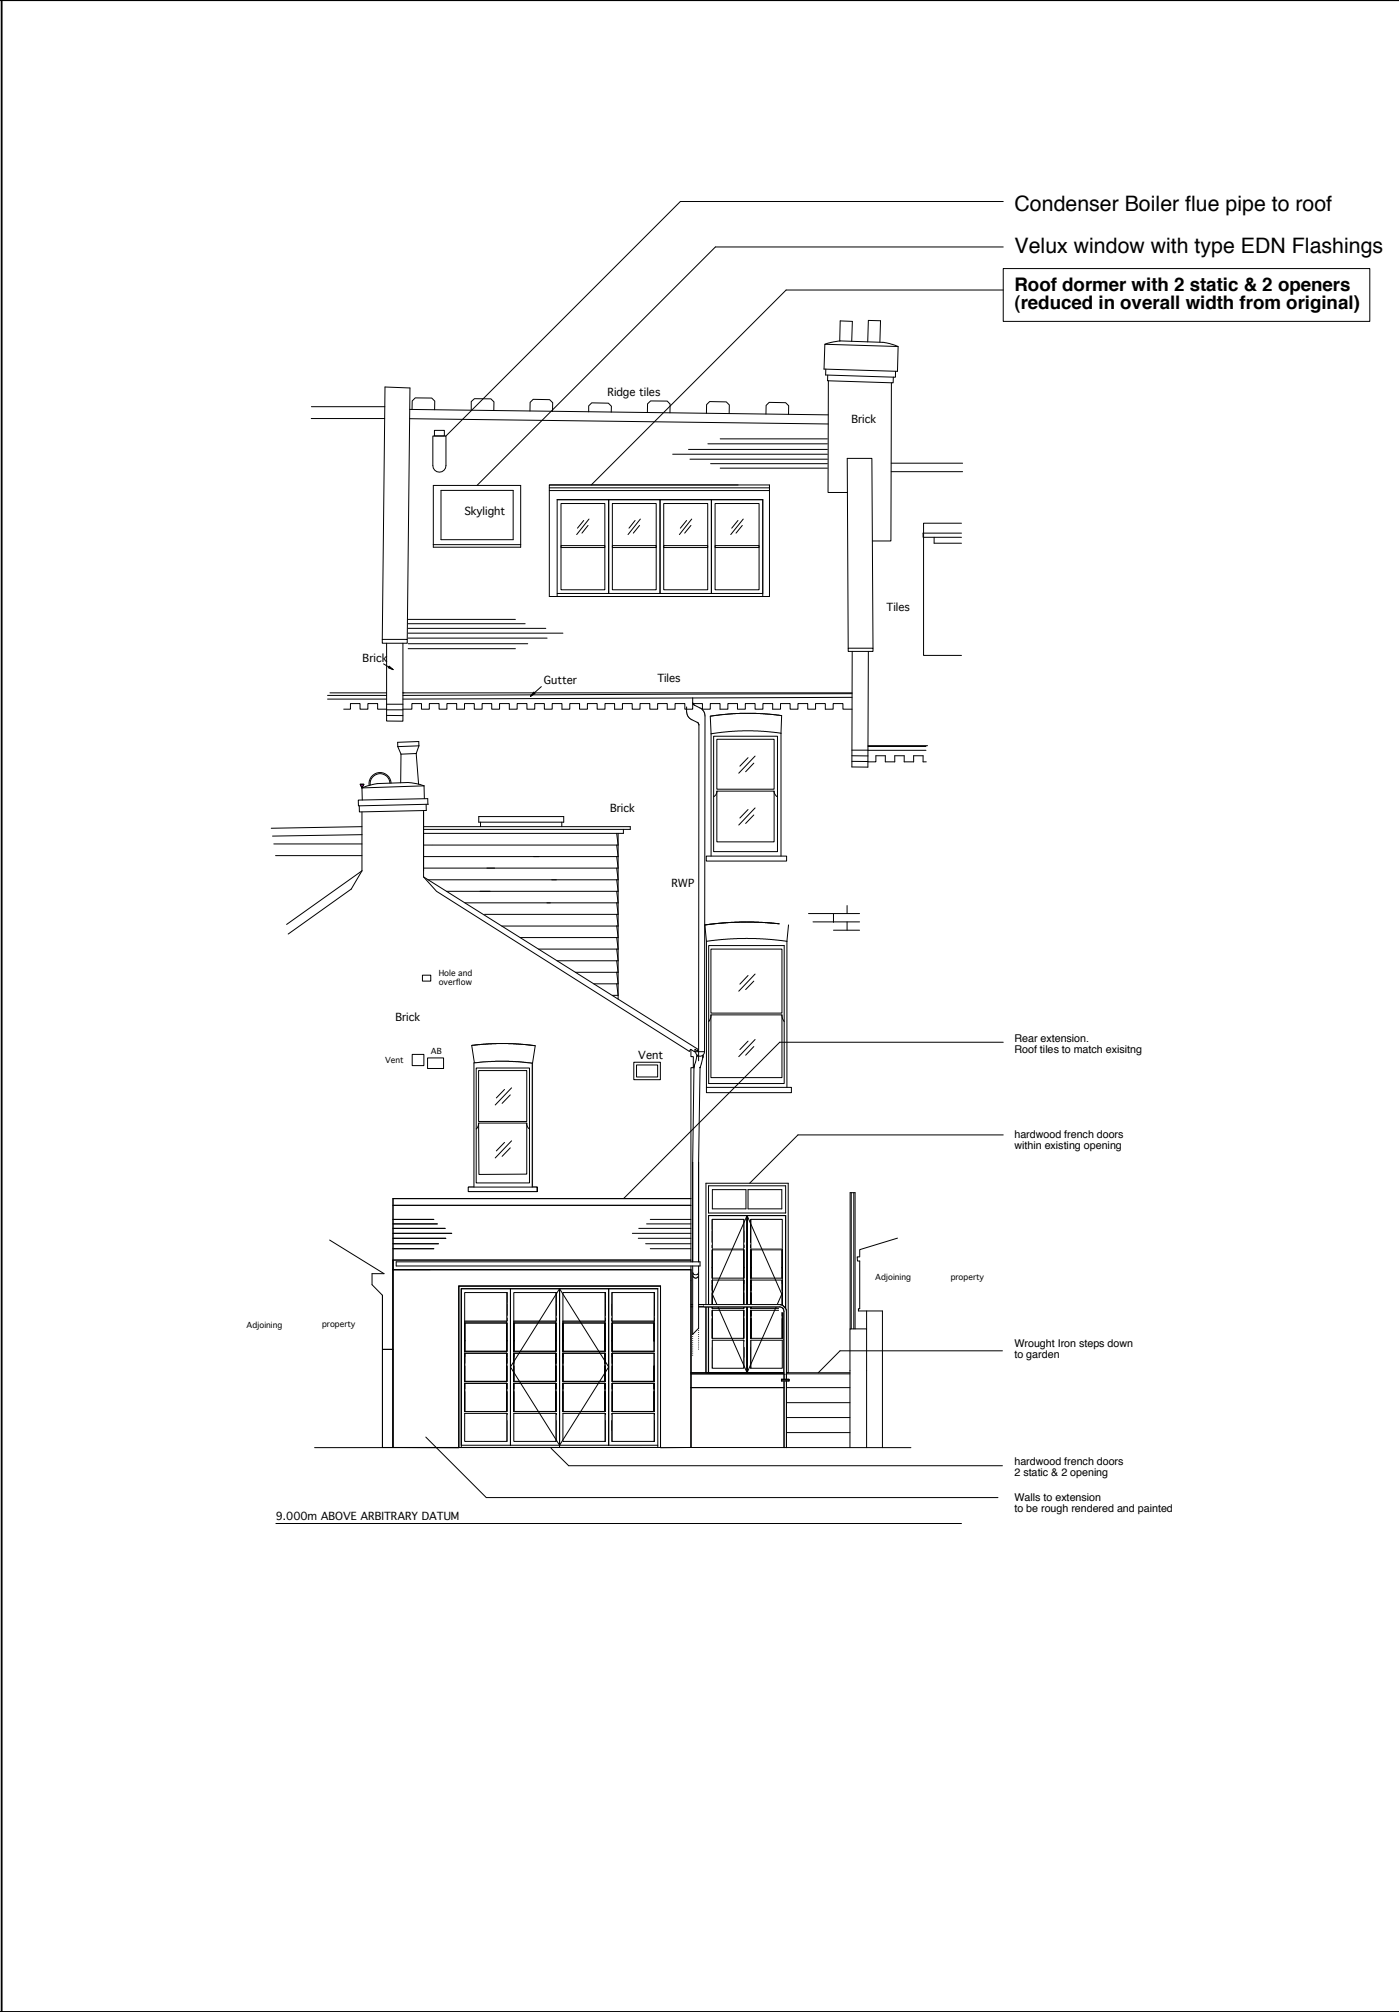 Condenser Boiler flue pipe to roof
Velux window with type EDN Flashings
Roof dormer with 2 static & 2 openers
(reduced in overall width from original)
Ridge tiles
Brick
Skylight
Tiles
Brick
Gutter
Tiles
Brick
RWP
Hole and
overflow
Brick
Vent
AB
Vent
Rear extension.
Roof tiles to match exisitng
hardwood french doors
within existing opening
Adjoining property
Adjoining property
Wrought Iron steps down
to garden
hardwood french doors
2 static & 2 opening
Walls to extension
to be rough rendered and painted
9.000m ABOVE ARBITRARY DATUM